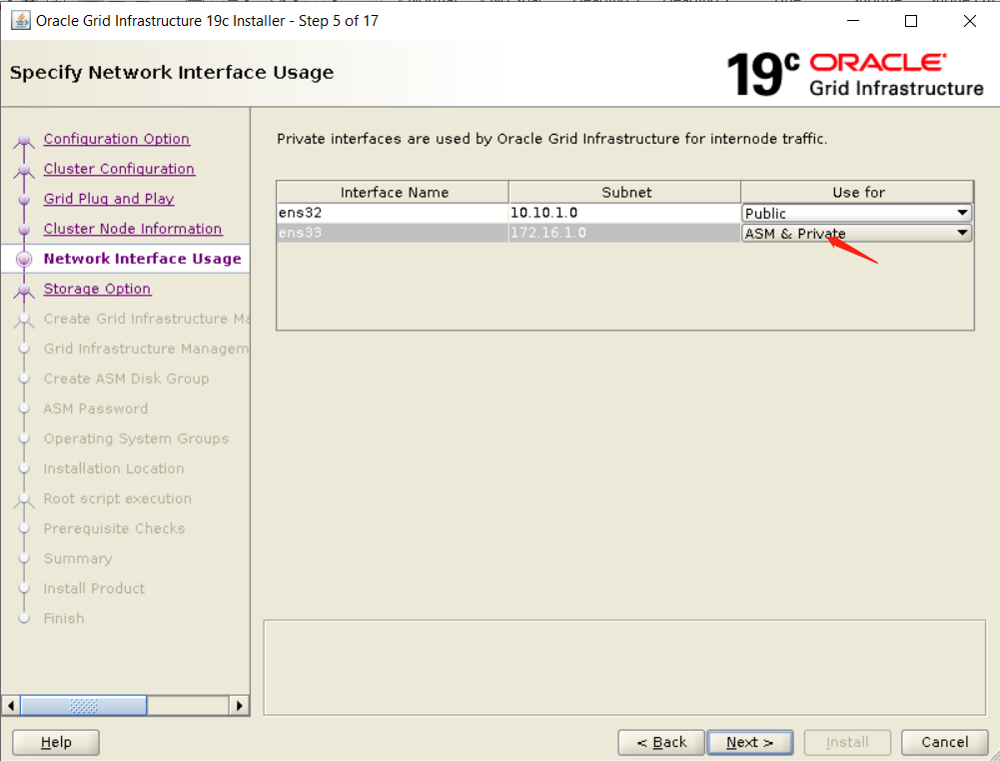 Oracle Grid Infrastructure 19c Installer - Step 5 of 17
Specify Network Interface Usage
19c ORACLE
Grid Infrastructure
Configuration Option
Cluster Configuration
Grid Plug and Play
Cluster Node Information
Network Interface Usage
Storage Option
Create Grid Infrastructure Ma
Grid Infrastructure Managem
Create ASM Disk Group
ASM Password
Operating System Groups
Installation Location
Root script execution
Prerequisite Checks
Summary
Install Product
Finish
Private interfaces are used by Oracle Grid Infrastructure for internode traffic.
Interface Name Subnet Use for
ens32 10.10.1.0 Public
ens33 172.16.1.0 ASM & Private
Help < Back Next > Install Cancel